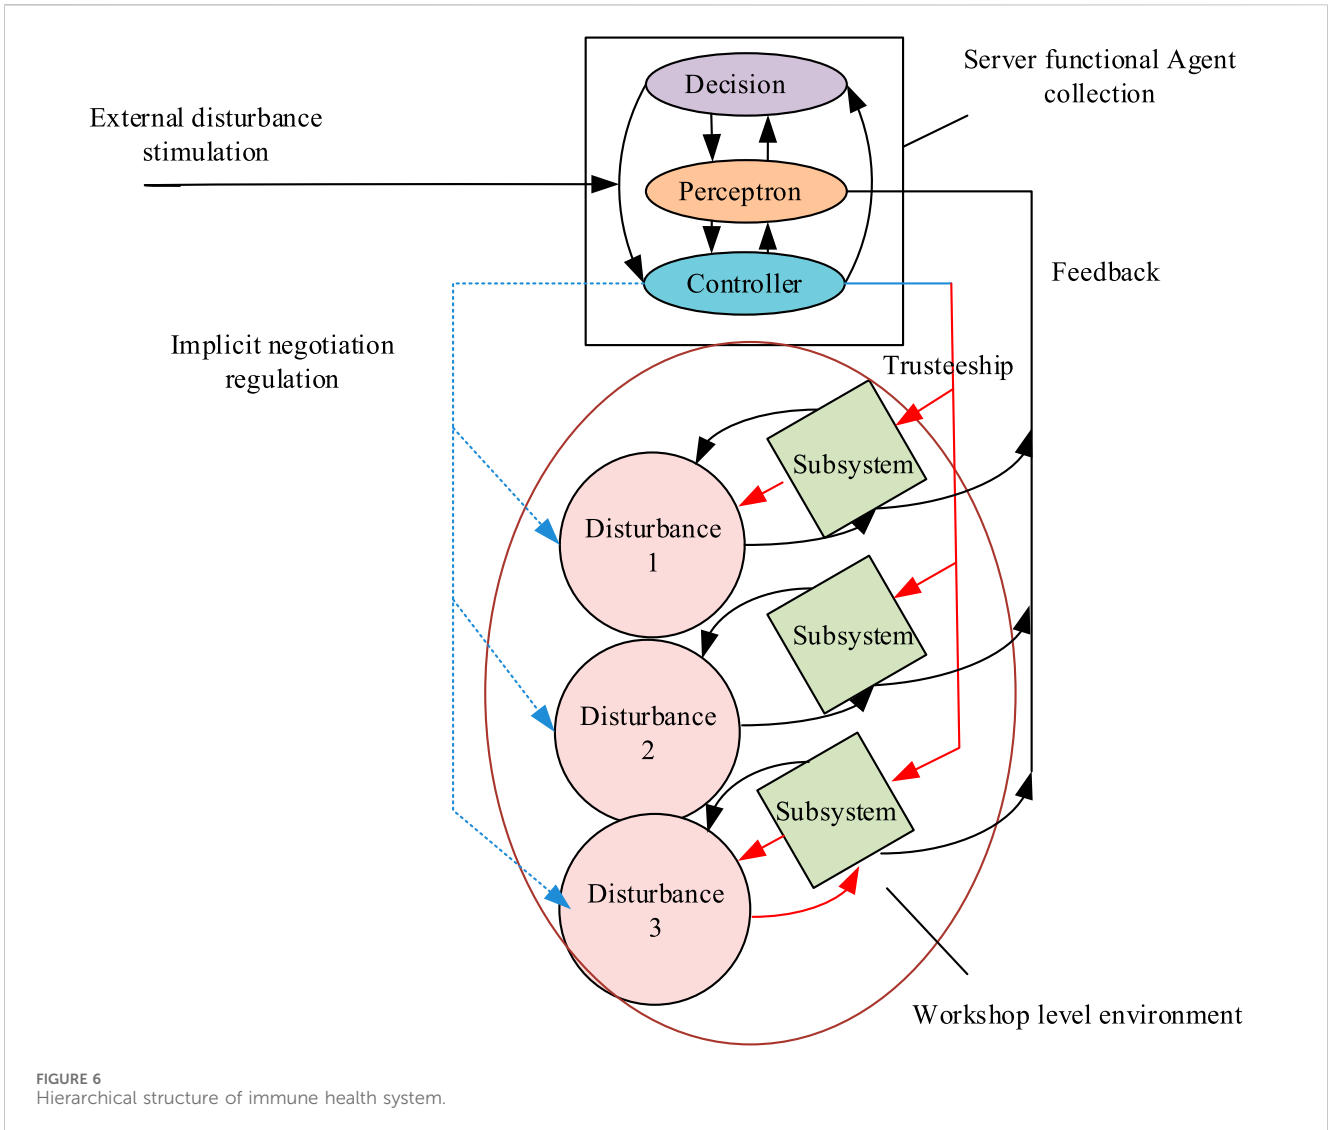 Server functional Agent
collection
Decision
External disturbance
stimulation
Perceptron
Feedback
Controller
Implicit negotiation
regulation
Trusteeship
Subsystem
Disturbance
1
Subsystem
Disturbance
2
Subsystem
Disturbance
3
Workshop level environment
FIGURE 6
Hierarchical structure of immune health system.